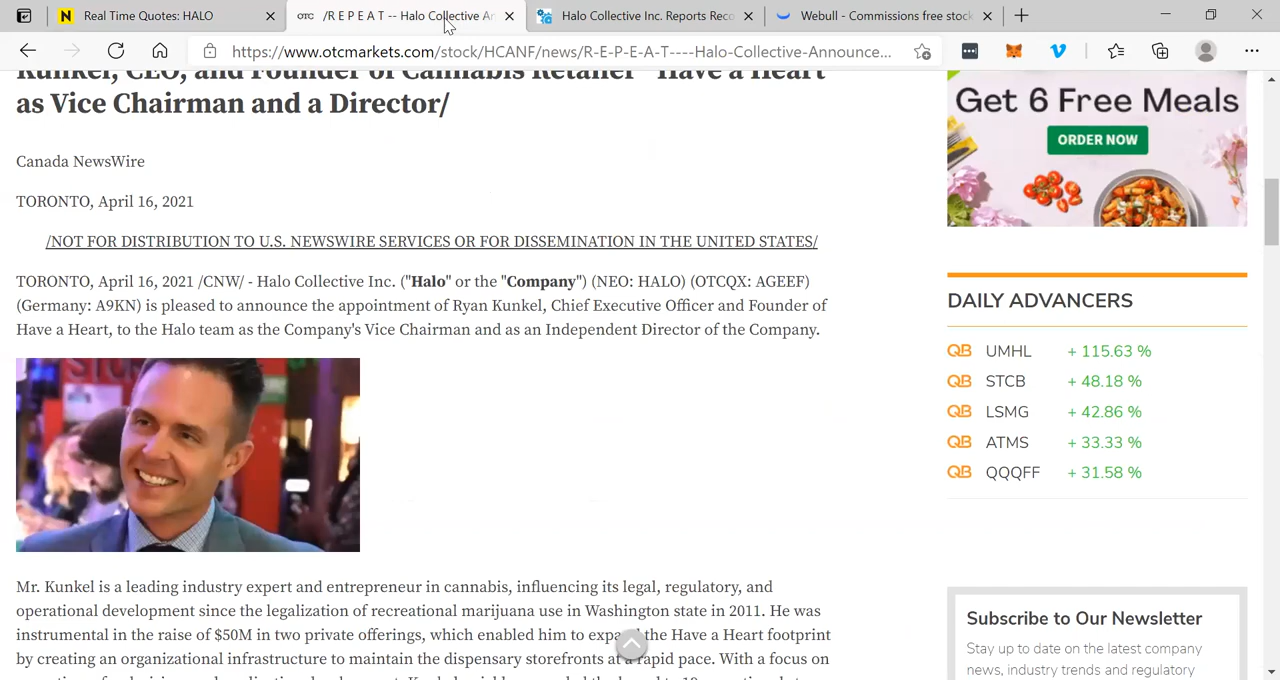 Real Time Quotes: HALO
OTC /R E P E A T -- Halo Collective An
Halo Collective Inc. Reports Reco
Webull - Commissions free stock
https://www.otcmarkets.com/stock/HCANF/news/R-E-P-E-A-T----Halo-Collective-Announce...
Kunkel, CEO, and Founder of Cannabis Retailer "Have a Heart"
as Vice Chairman and a Director/
Canada NewsWire
TORONTO, April 16, 2021
/NOT FOR DISTRIBUTION TO U.S. NEWSWIRE SERVICES OR FOR DISSEMINATION IN THE UNITED STATES/
TORONTO, April 16, 2021 /CNW/ - Halo Collective Inc. ("Halo" or the "Company") (NEO: HALO) (OTCQX: AGEEF)
(Germany: A9KN) is pleased to announce the appointment of Ryan Kunkel, Chief Executive Officer and Founder of
Have a Heart, to the Halo team as the Company's Vice Chairman and as an Independent Director of the Company.
Mr. Kunkel is a leading industry expert and entrepreneur in cannabis, influencing its legal, regulatory, and
operational development since the legalization of recreational marijuana use in Washington state in 2011. He was
instrumental in the raise of $50M in two private offerings, which enabled him to expand the Have a Heart footprint
by creating an organizational infrastructure to maintain the dispensary storefronts at a rapid pace. With a focus on
Get 6 Free Meals
ORDER NOW
DAILY ADVANCERS
QB UMHL + 115.63 %
QB STCB + 48.18 %
QB LSMG + 42.86 %
QB ATMS + 33.33 %
QB QQQFF + 31.58 %
Subscribe to Our Newsletter
Stay up to date on the latest company
news, industry trends and regulatory